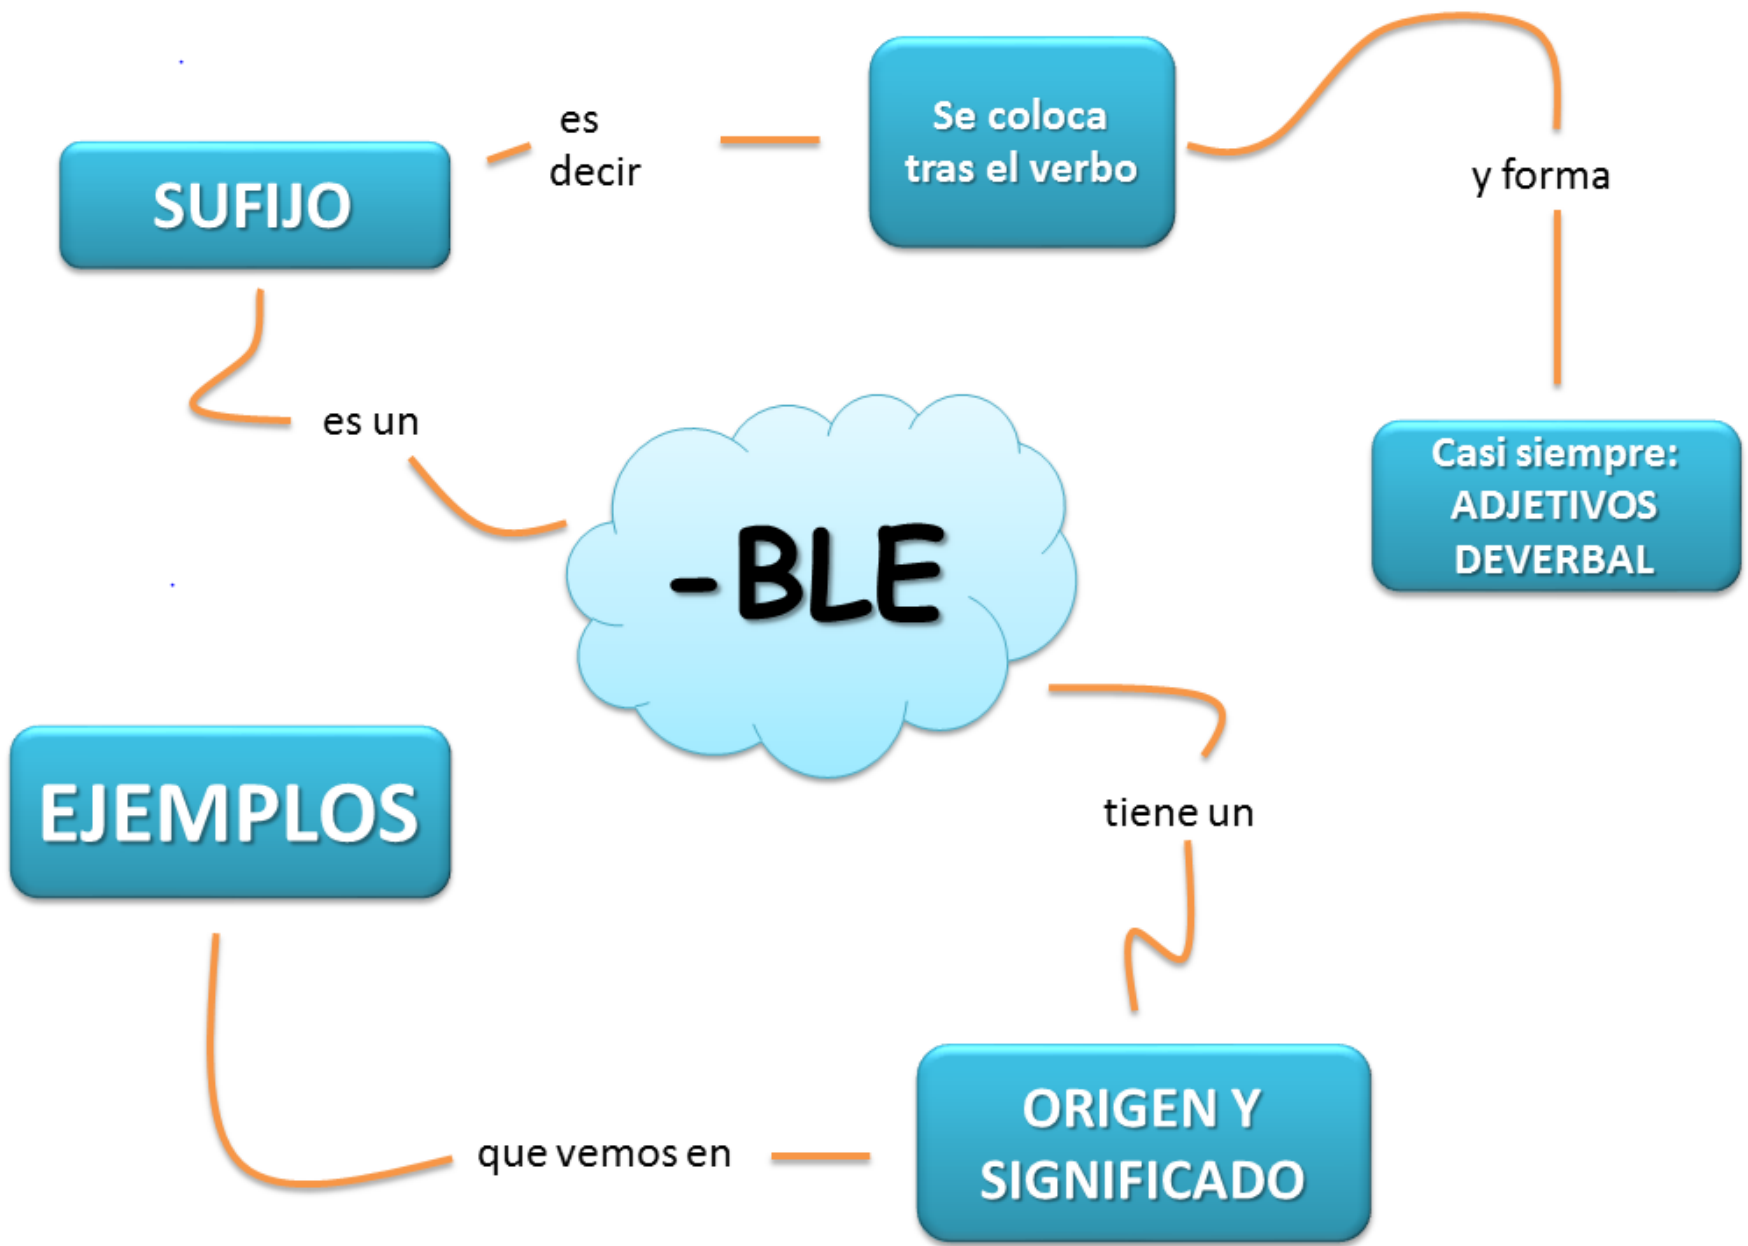 SUFIJO
es
decir
Se coloca
tras el verbo
y forma
Casi siempre:
ADJETIVOS
DEVERBAL
es un
-BLE
tiene un
ORIGEN Y
SIGNIFICADO
que vemos en
EJEMPLOS